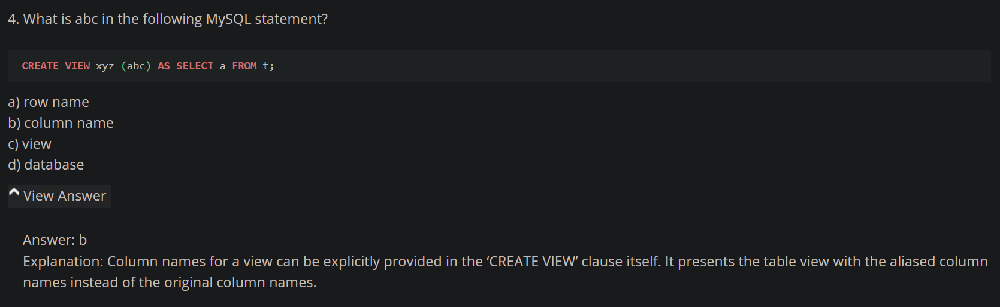 4. What is abc in the following MySQL statement?
CREATE VIEW xyz (abc) AS SELECT a FROM t;
a) row name
b) column name
c) view
d) database
View Answer
Answer: b
Explanation: Column names for a view can be explicitly provided in the ‘CREATE VIEW’ clause itself. It presents the table view with the aliased column
names instead of the original column names.